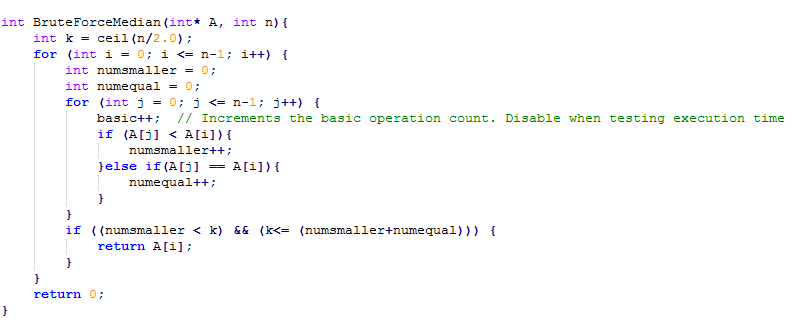 int BruteForceMedian(int* A, int n){
    int k = ceil(n/2.0);
    for (int i = 0; i <= n-1; i++) {
        int numsmaller = 0;
        int numequal = 0;
        for (int j = 0; j <= n-1; j++) {
            basic++;  // Increments the basic operation count. Disable when testing execution time
            if (A[j] < A[i]){
                numsmaller++;
            }else if(A[j] == A[i]){
                numequal++;
            }
        }
        if ((numsmaller < k) && (k<= (numsmaller+numequal))) {
            return A[i];
        }
    }
    return 0;
}